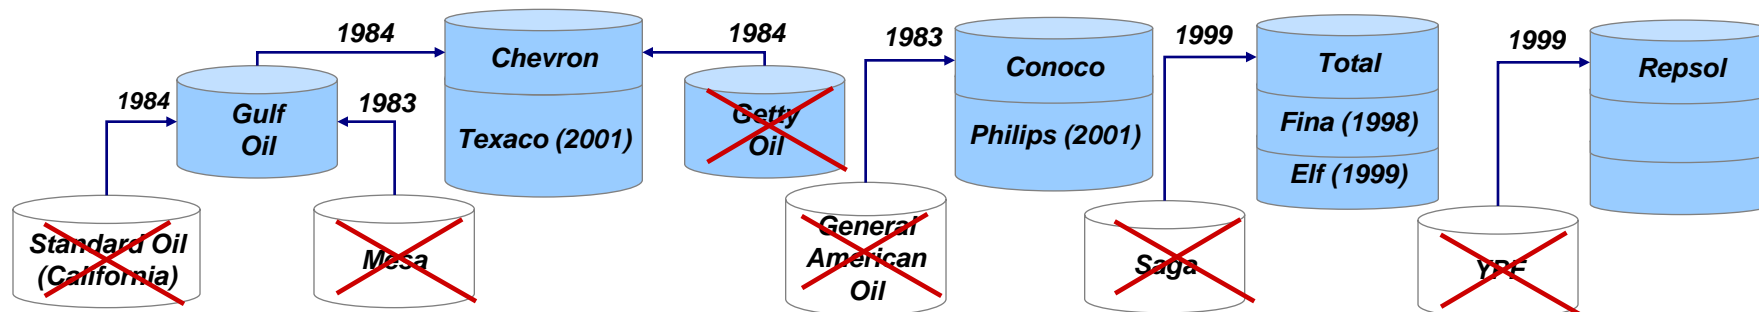 1984
Chevron
Texaco (2001)
1984
Gulf
Oil
1984
1983
Standard Oil
(California)
Mesa
Getty
Oil
1983
Conoco
Philips (2001)
General
American
Oil
1999
Total
Fina (1998)
Elf (1999)
Saga
1999
Repsol
YPF